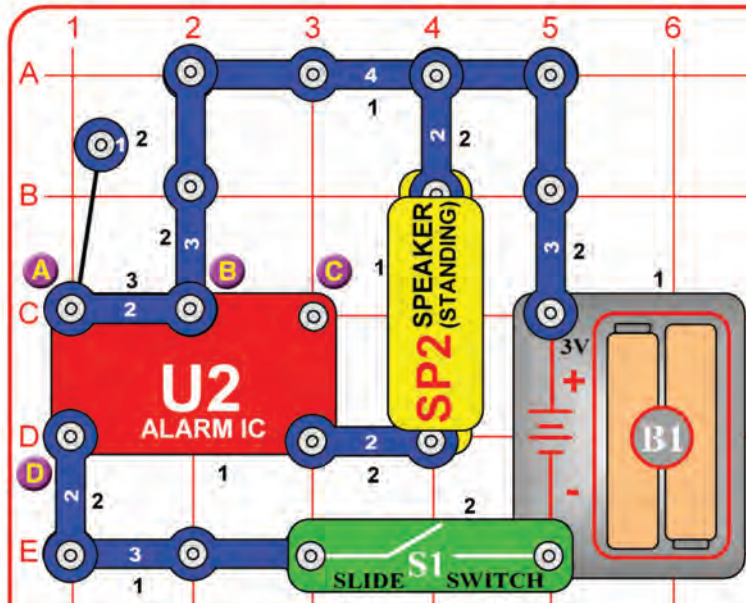 1 2 3 4 5 6
A
4
1
1 2
2 2
B
2 3
3 2
A
3
B
C
1
SPEAKER
(STANDING)
SP2
1
C
2
3V
+
U2
ALARM IC
D
2
B1
-
D
1
2
2 2
2
E
3
1
S1
SLIDE SWITCH